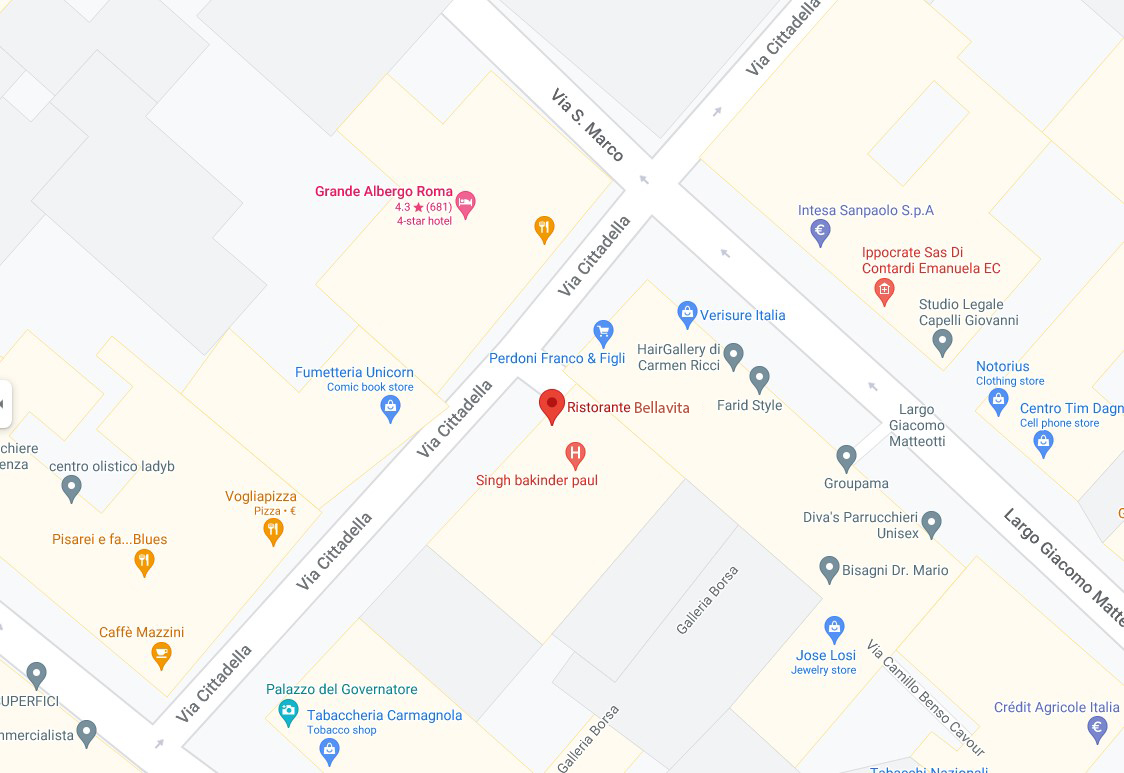 Via Cittadella
Via S. Marco
Grande Albergo Roma
4.3 ★ (681)
4-star hotel
Intesa Sanpaolo S.p.A
Via Cittadella
Ippocrate Sas Di
Contardi Emanuela EC
Studio Legale
Capelli Giovanni
Verisure Italia
Perdoni Franco & Figli
HairGallery di
Carmen Ricci
Fumetteria Unicorn
Comic book store
Notorius
Clothing store
Farid Style
Ristorante Bellavita
Via Cittadella
Largo
Giacomo
Matteotti
Centro Tim Dagn
Cell phone store
chiere
enza
centro olistico ladyb
Singh bakinder paul
Groupama
Vogliapizza
Pizza • €
Diva's Parrucchieri
Unisex
Largo Giacomo Matte
Pisarei e fa...Blues
Via Cittadella
Bisagni Dr. Mario
Galleria Borsa
Caffè Mazzini
Jose Losi
Jewelry store
Via Camillo Benso Cavour
Via Cittadella
Palazzo del Governatore
UPERFICI
Tabaccheria Carmagnola
Tobacco shop
Crédit Agricole Italia
mmercialista
Galleria Borsa
Tabacchi Nazionali